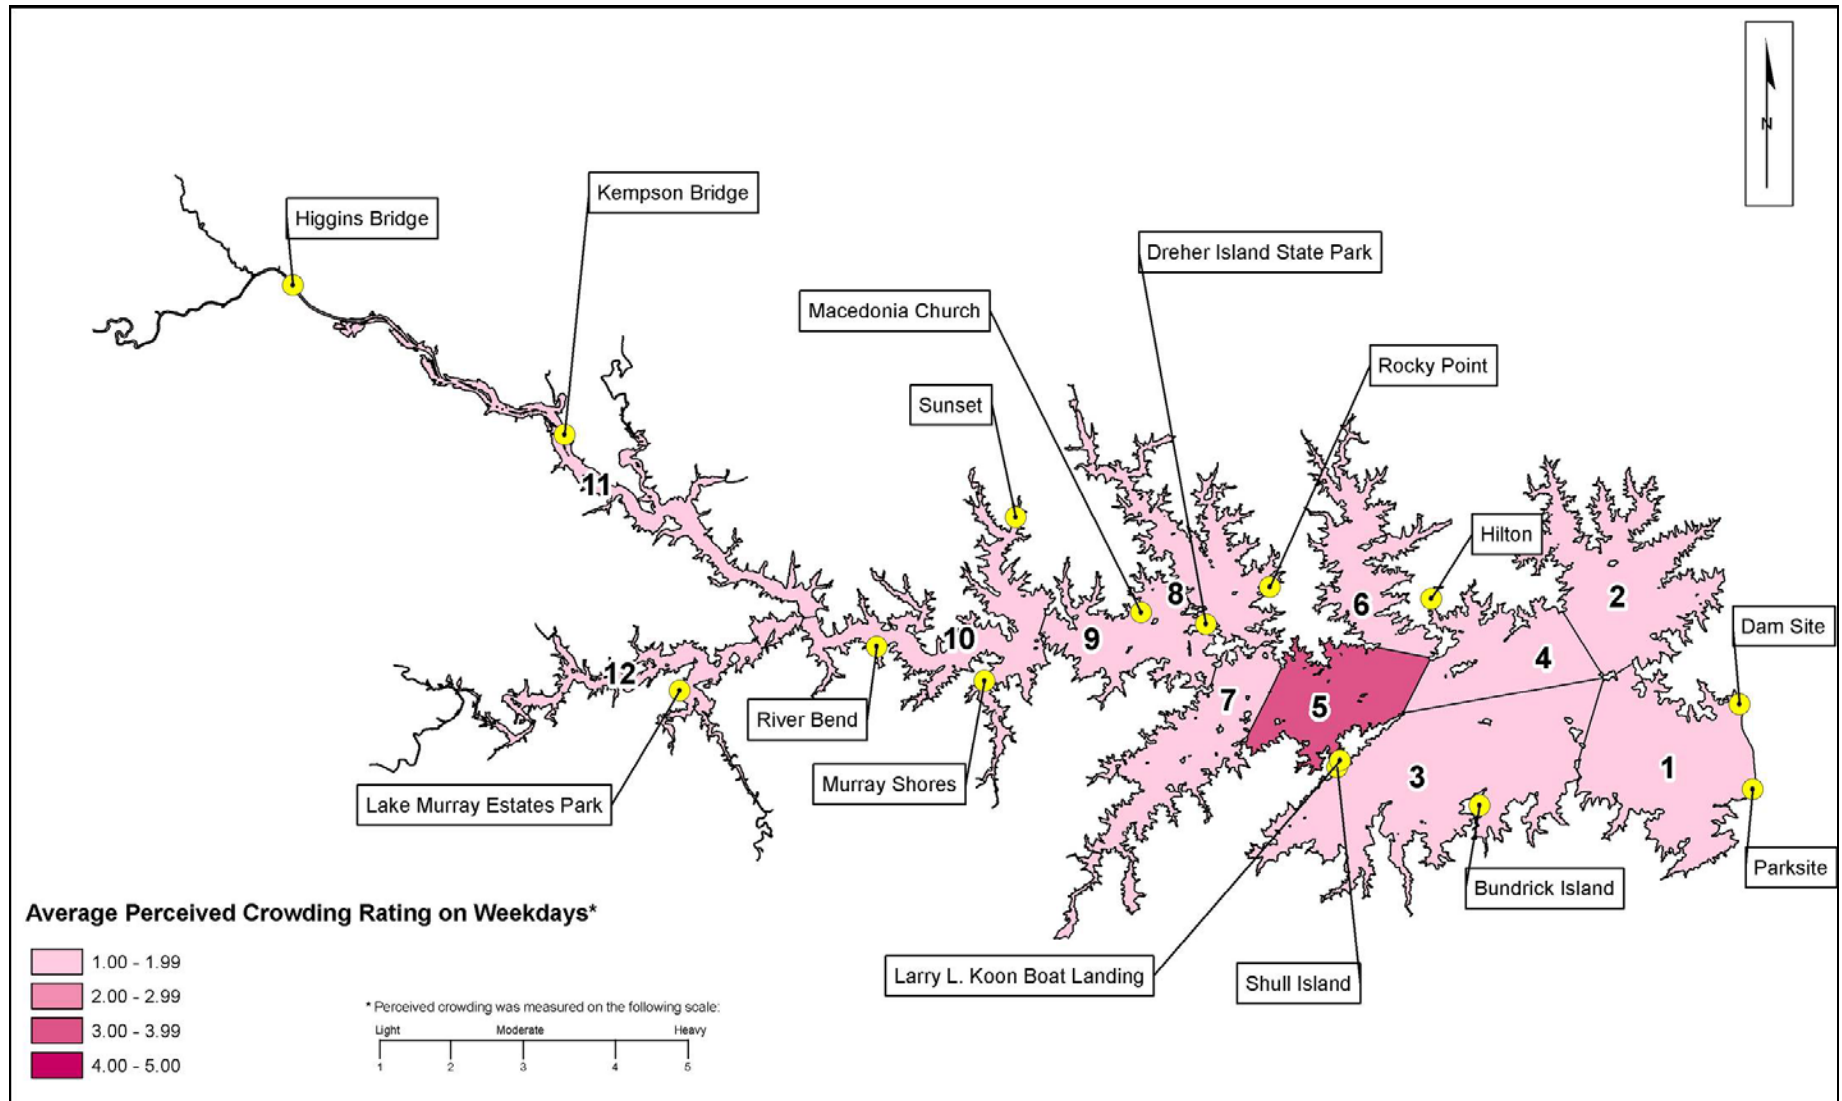 N
Kempson Bridge
Higgins Bridge
Dreher Island State Park
Macedonia Church
Rocky Point
Sunset
Hilton
11
8
6
2
10
9
4
Dam Site
12
7
5
River Bend
3
1
Murray Shores
Lake Murray Estates Park
Parksite
Bundrick Island
Larry L. Koon Boat Landing
Shull Island
Average Perceived Crowding Rating on Weekdays*
1.00 - 1.99
2.00 - 2.99
3.00 - 3.99
4.00 - 5.00
* Perceived crowding was measured on the following scale:
Light Moderate Heavy
1 2 3 4 5